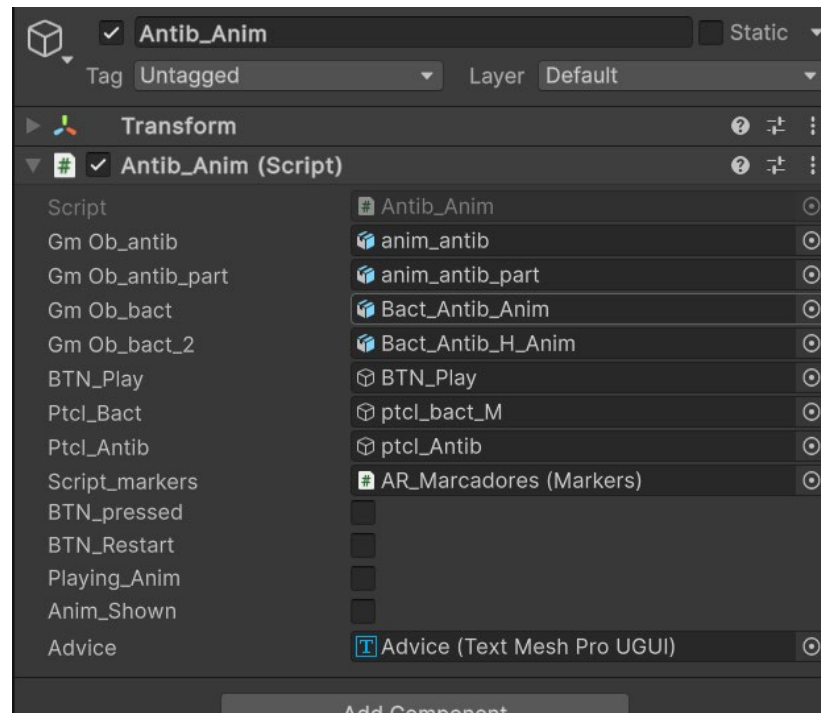 Antib_Anim Static
Tag Untagged Layer Default
Transform
# Antib_Anim (Script)
Script # Antib_Anim
Gm Ob_antib anim_antib
Gm Ob_antib_part anim_antib_part
Gm Ob_bact Bact_Antib_Anim
Gm Ob_bact_2 Bact_Antib_H_Anim
BTN_Play BTN_Play
Ptcl_Bact ptcl_bact_M
Ptcl_Antib ptcl_Antib
Script_markers # AR_Marcadores (Markers)
BTN_pressed
BTN_Restart
Playing_Anim
Anim_Shown
Advice T Advice (Text Mesh Pro UGUI)
Add Component